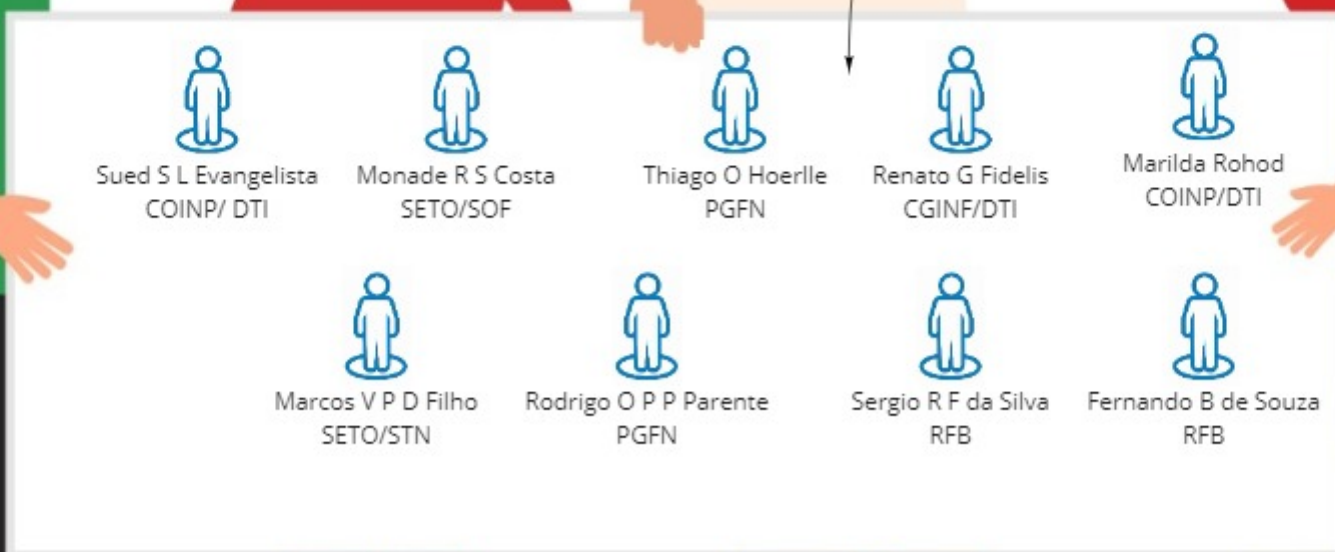 Sued S L Evangelista
COINP/ DTI
Monade R S Costa
SETO/SOF
Thiago O Hoerlle
PGFN
Renato G Fidelis
CGINF/DTI
Marilda Rohod
COINP/DTI
Marcos V P D Filho
SETO/STN
Rodrigo O P P Parente
PGFN
Sergio R F da Silva
RFB
Fernando B de Souza
RFB